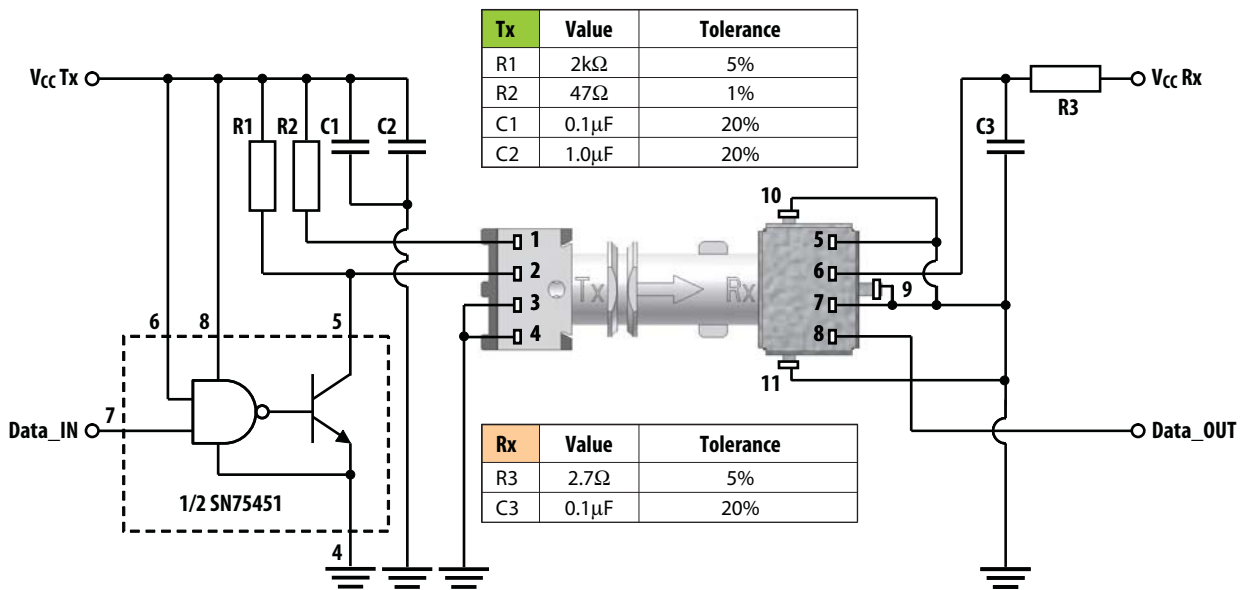 Tx Value Tolerance
R1 2kΩ 5%
R2 47Ω 1%
C1 0.1μF 20%
C2 1.0μF 20%
VCC Tx
R1 R2 C1 C2
VCC Rx
R3
C3
10
1
2
3
4
Tx
Rx
5
6
7
8
9
11
6 8 5
7
Data_IN
1/2 SN75451
4
Data_OUT
Rx Value Tolerance
R3 2.7Ω 5%
C3 0.1μF 20%